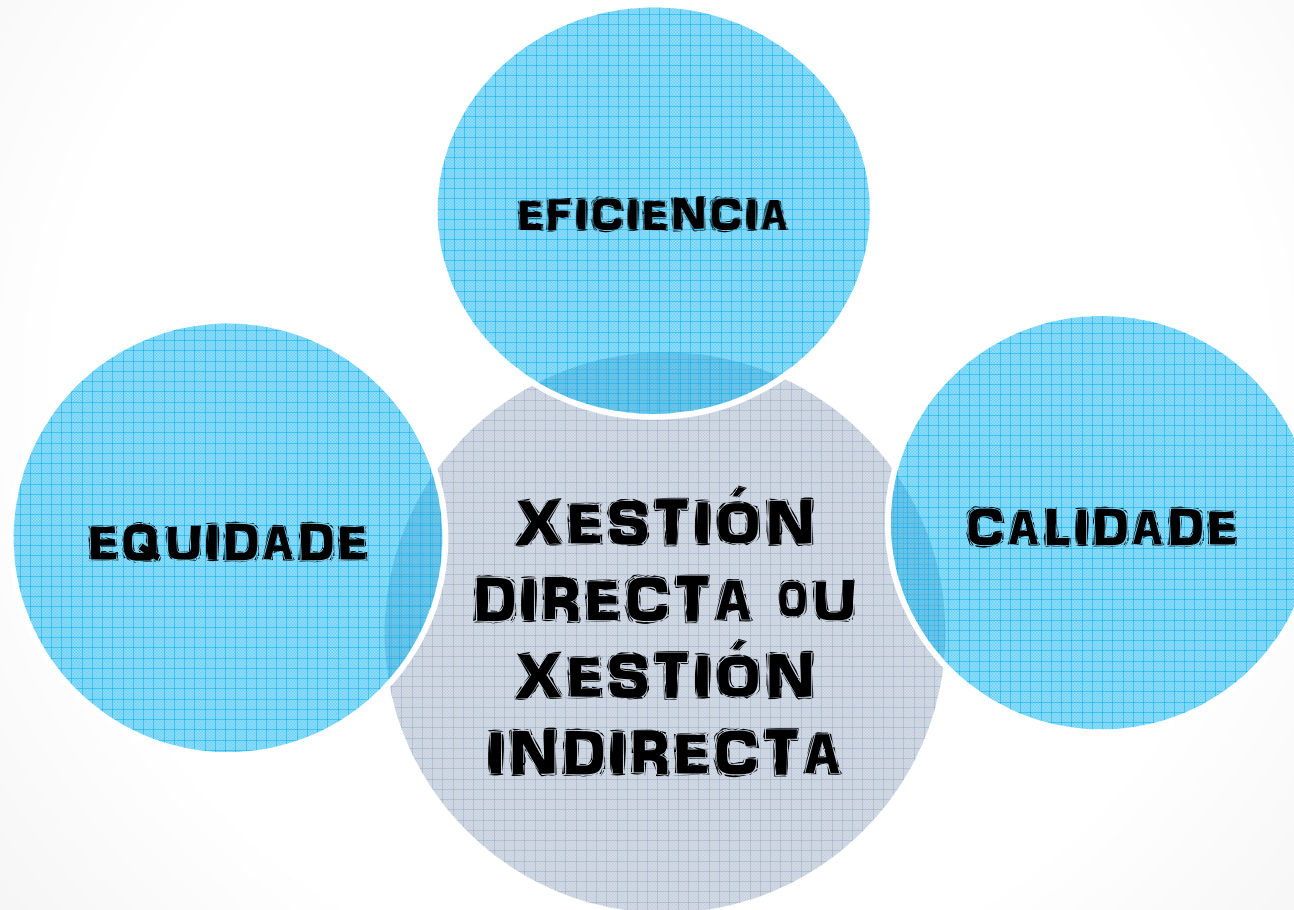 EFICIENCIA
EQUIDADE
XESTIÓN
DIRECTA OU
XESTIÓN
INDIRECTA
CALIDADE